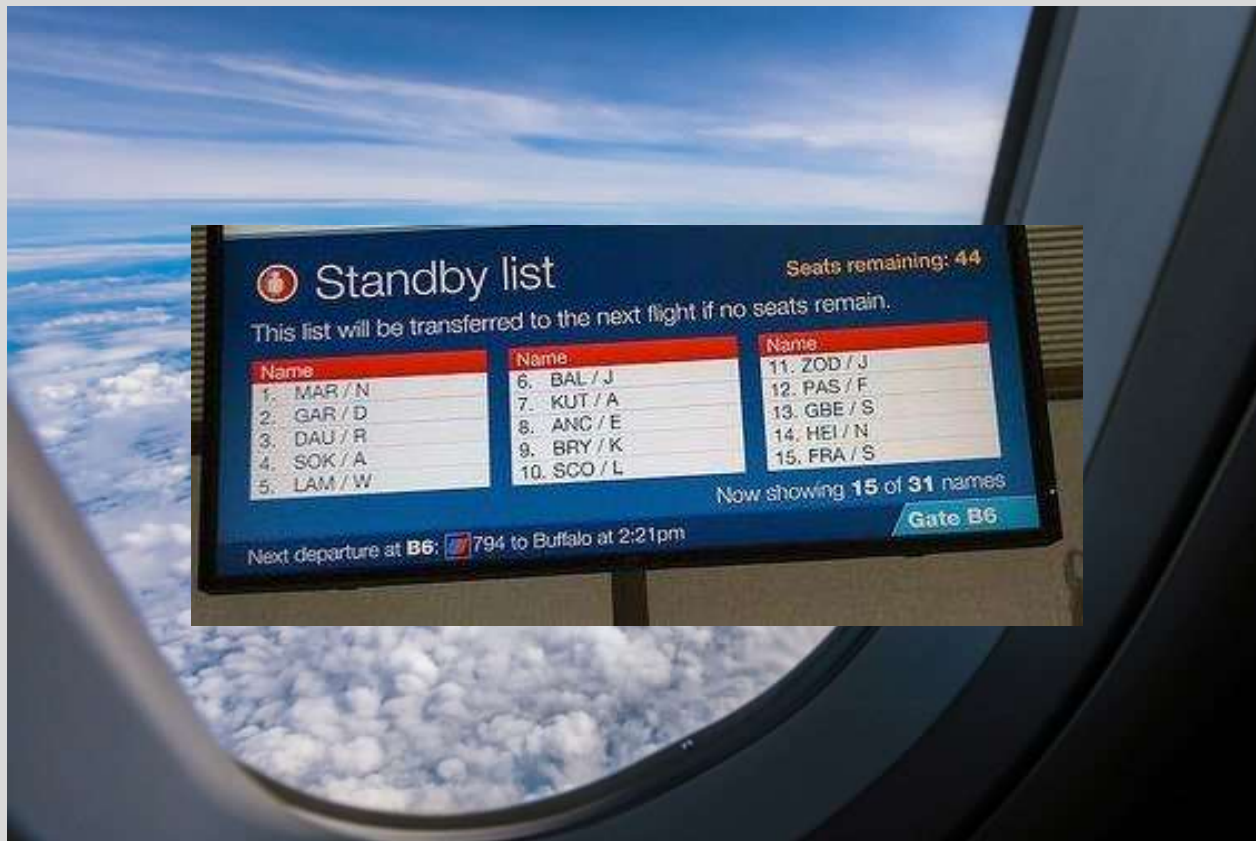 Standby list
Seats remaining: 44
This list will be transferred to the next flight if no seats remain.
Name
1. MAR / N
2. GAR / D
3. DAU / R
4. SOK / A
5. LAM / W
Name
6. BAL / J
7. KUT / A
8. ANC / E
9. BRY / K
10. SCO / L
Name
11. ZOD / J
12. PAS / F
13. GBE / S
14. HEI / N
15. FRA / S
Now showing 15 of 31 names
Gate B6
Next departure at B6: 794 to Buffalo at 2:21pm